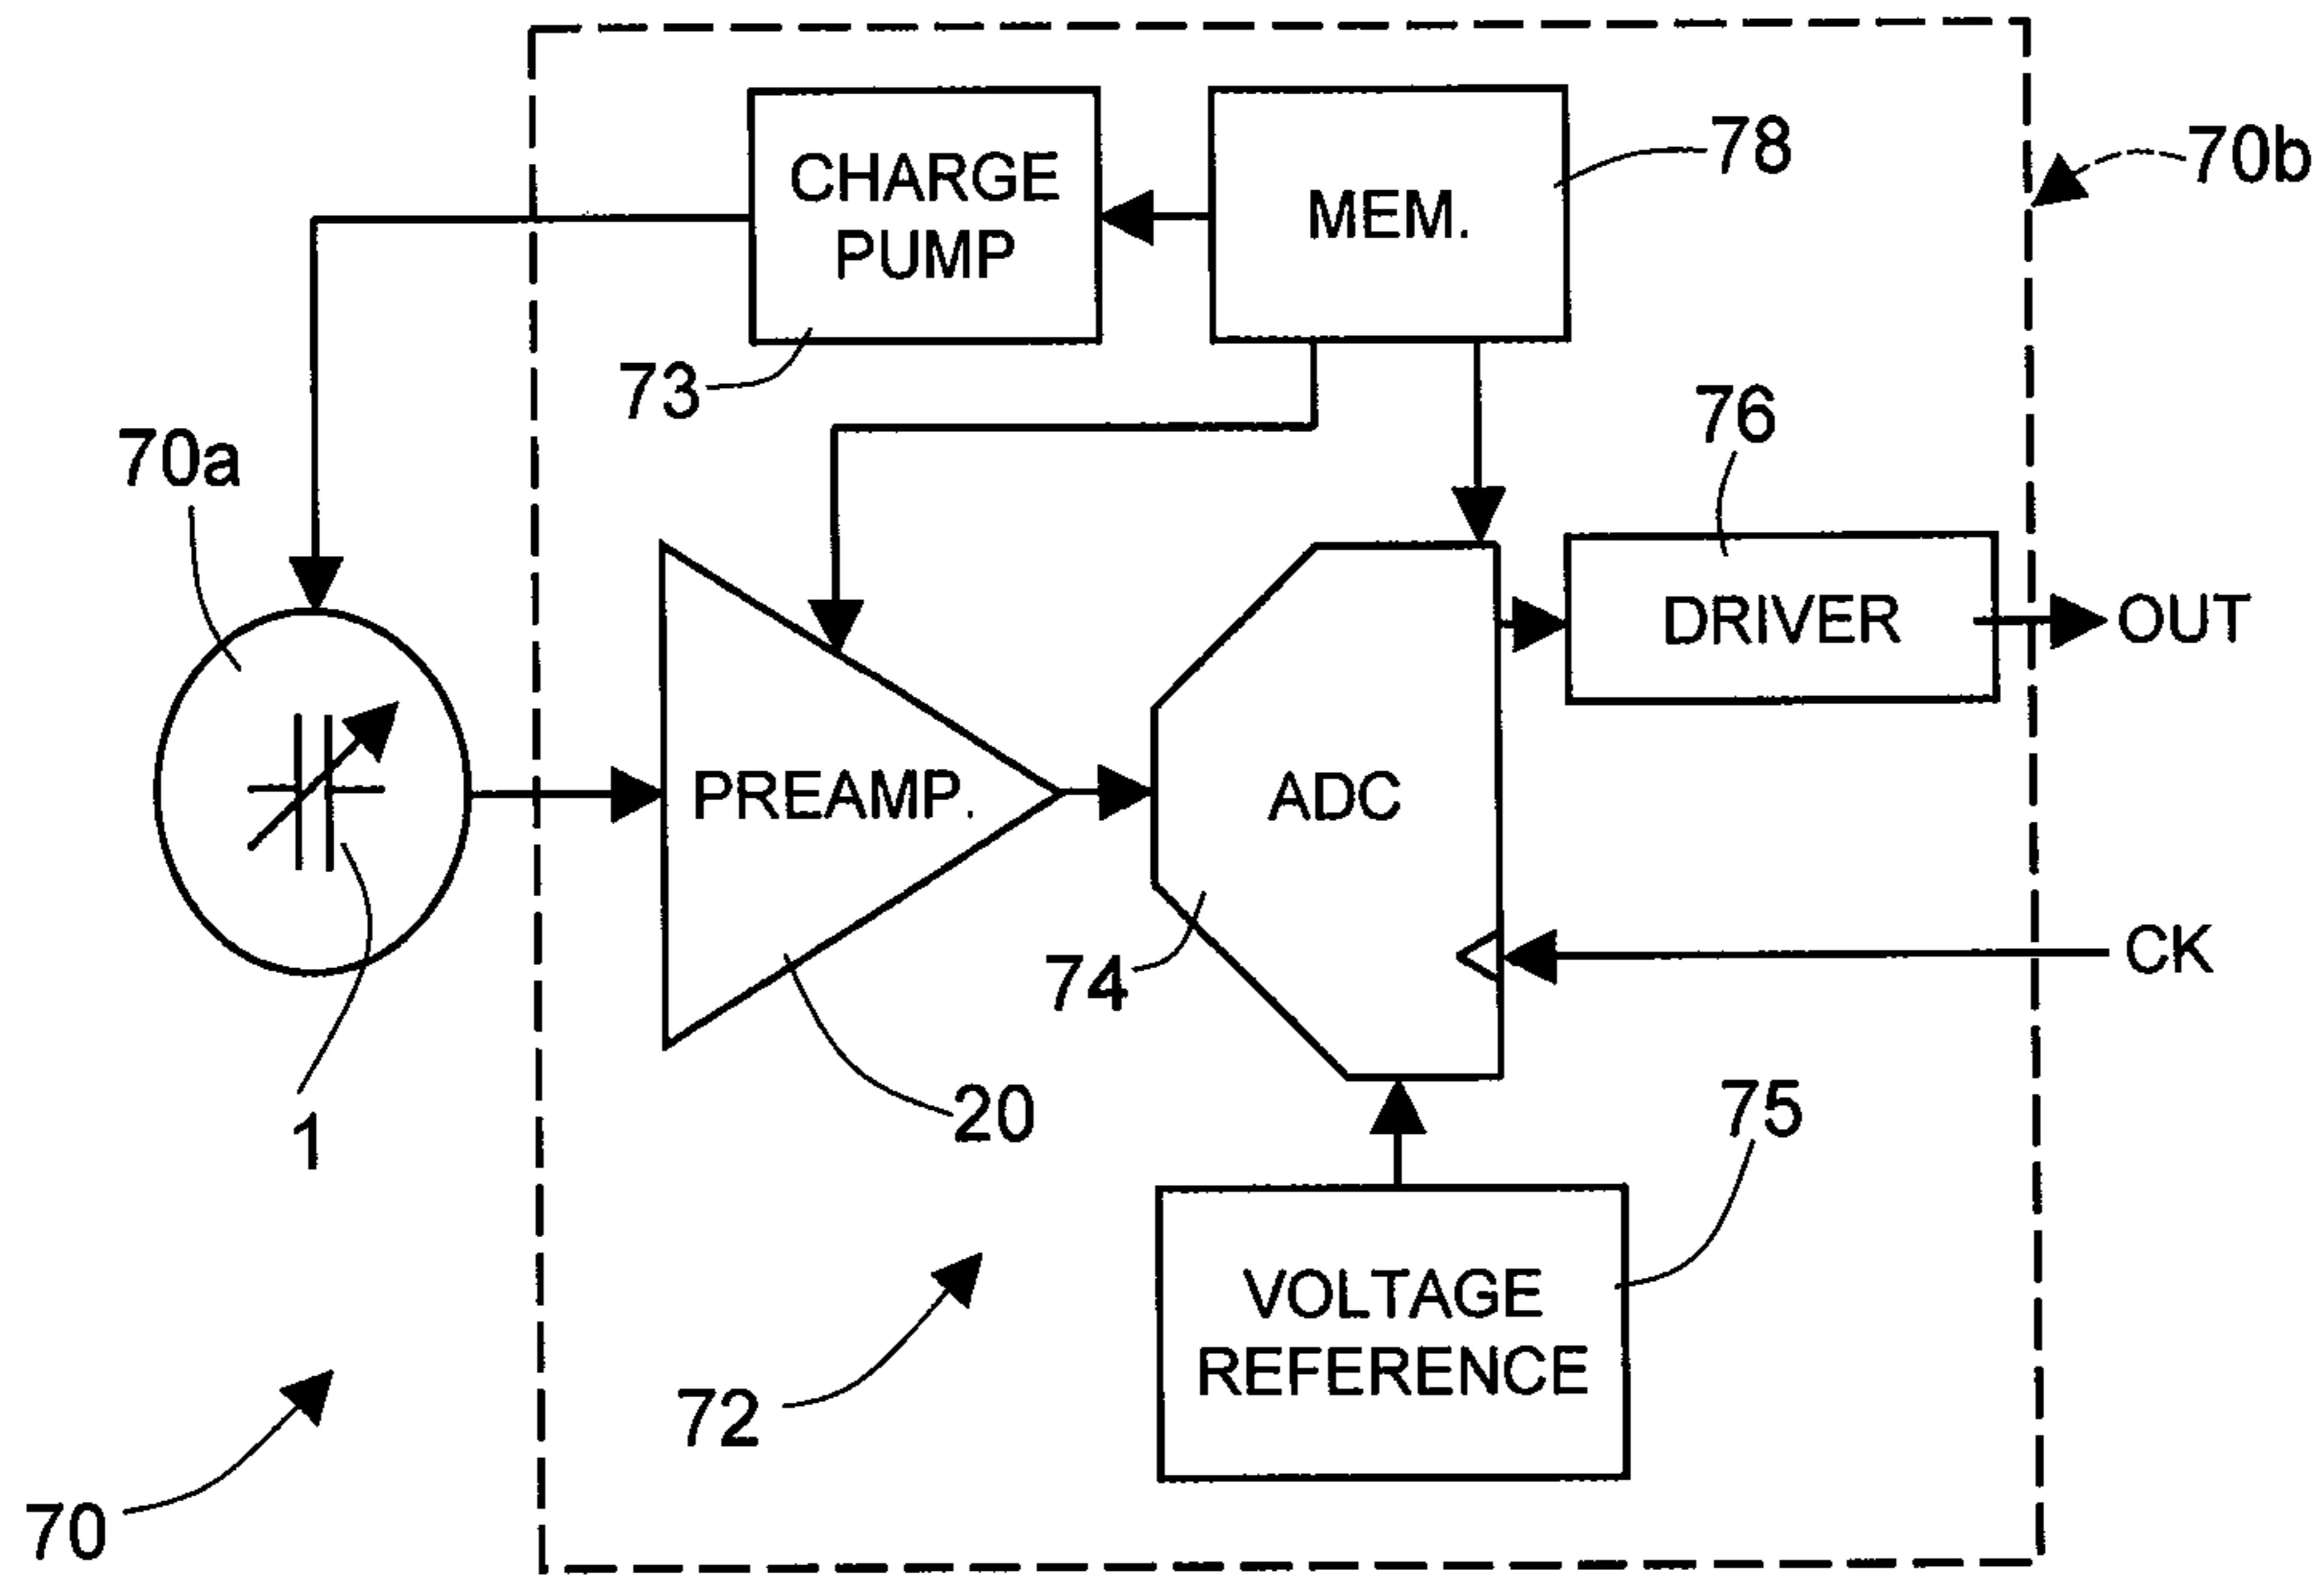 CHARGE
PUMP
MEM.
78
70b
73
76
70a
DRIVER
OUT
PREAMP.
ADC
CK
74
1
20
75
VOLTAGE
REFERENCE
72
70